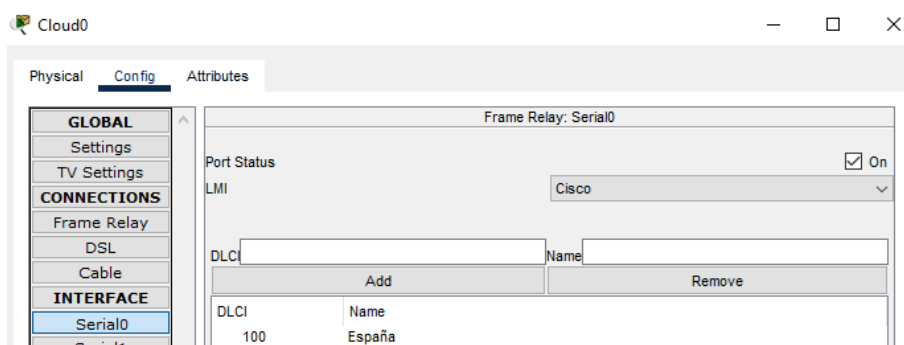 Cloud0
Physical Config Attributes
GLOBAL
Settings
TV Settings
CONNECTIONS
Frame Relay
DSL
Cable
INTERFACE
Serial0
Frame Relay: Serial0
Port Status On
LMI Cisco
DLCI Name
Add Remove
DLCI Name
100 España